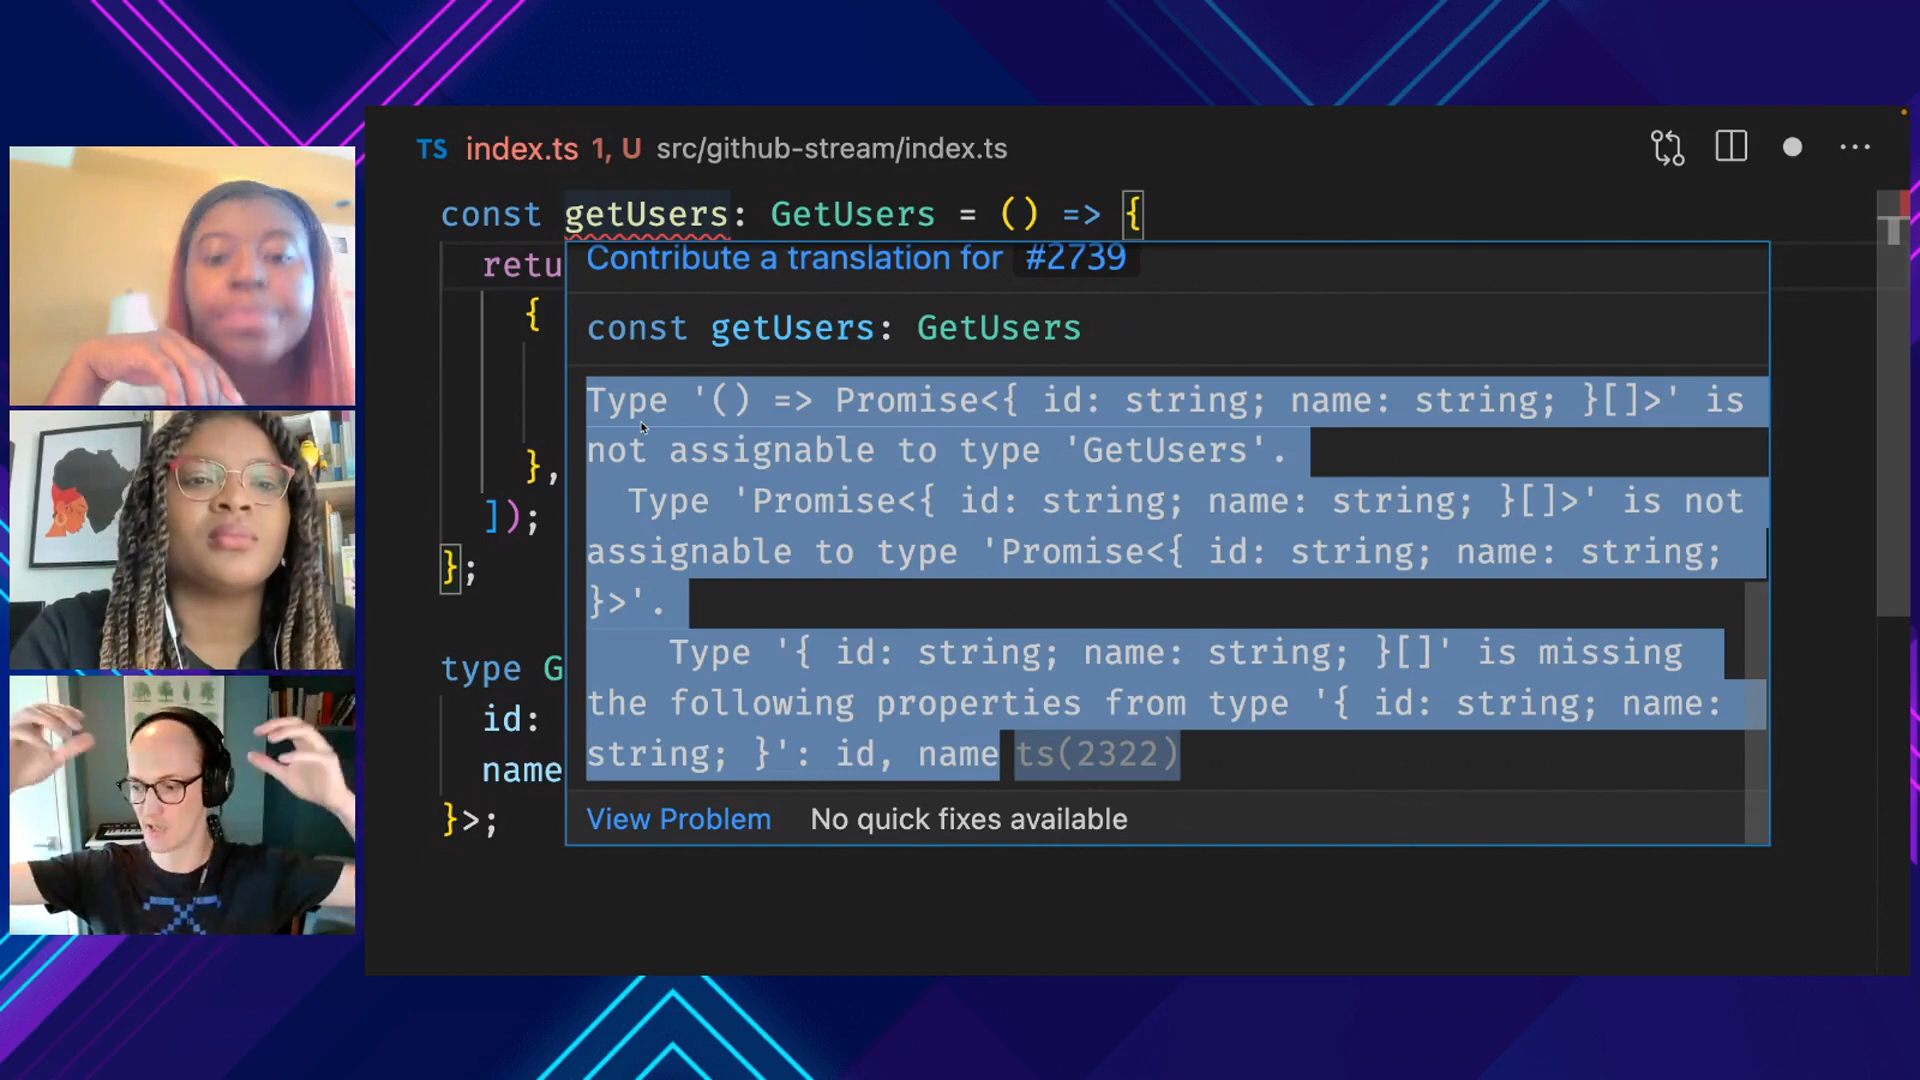 TS index.ts 1, U src/github-stream/index.ts
const getUsers: GetUsers = () => {
retu
Contribute a translation for #2739
{
const getUsers: GetUsers
Type '() => Promise<{ id: string; name: string; }[]>' is
not assignable to type 'GetUsers'.
},
Type 'Promise<{ id: string; name: string; }[]>' is not
]);
assignable to type 'Promise<{ id: string; name: string;
};
}>'.
type G
Type '{ id: string; name: string; }[]' is missing
id:
the following properties from type '{ id: string; name:
name
string; }': id, name ts(2322)
}>;
View Problem No quick fixes available